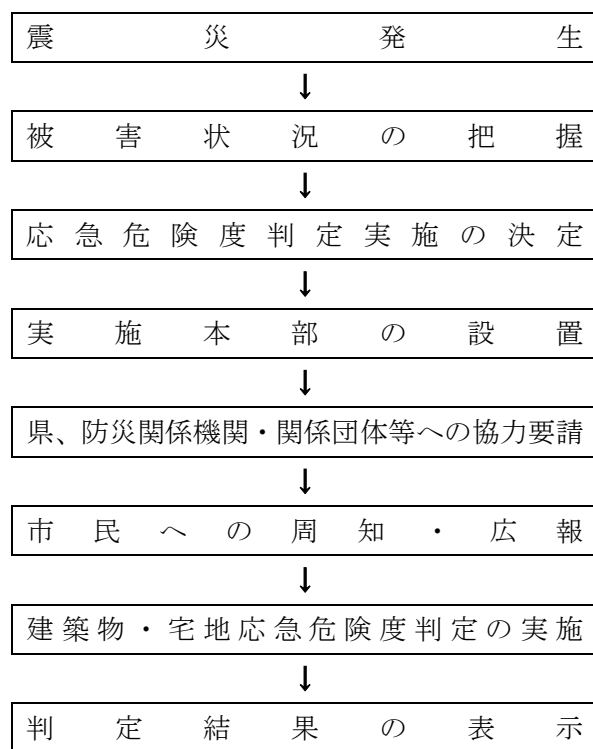 震災発生
↓
被害状況の把握
↓
応急危険度判定実施の決定
↓
実施本部の設置
↓
県、防災関係機関・関係団体等への協力要請
↓
市民への周知・広報
↓
建築物・宅地応急危険度判定の実施
↓
判定結果の表示